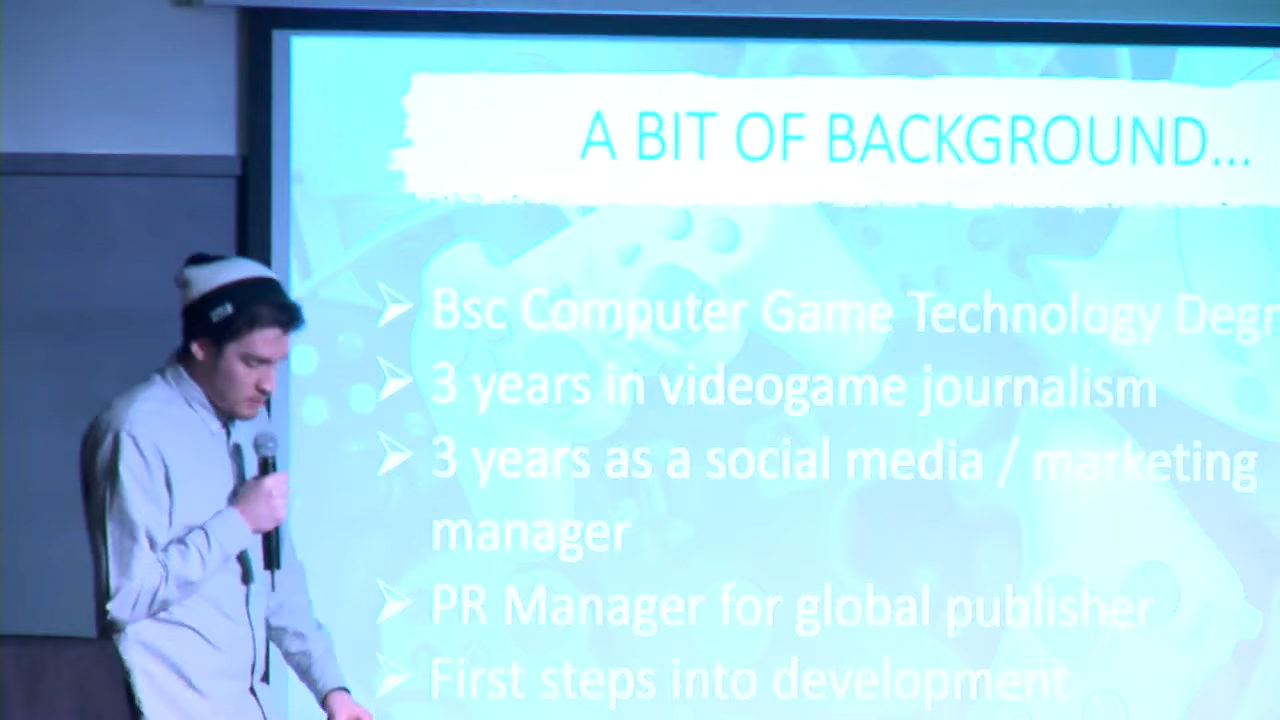 A BIT OF BACKGROUND...
Bsc Computer Game Technology Degr
3 years in videogame journalism
3 years as a social media / marketing
manager
PR Manager for global publisher
First steps into development